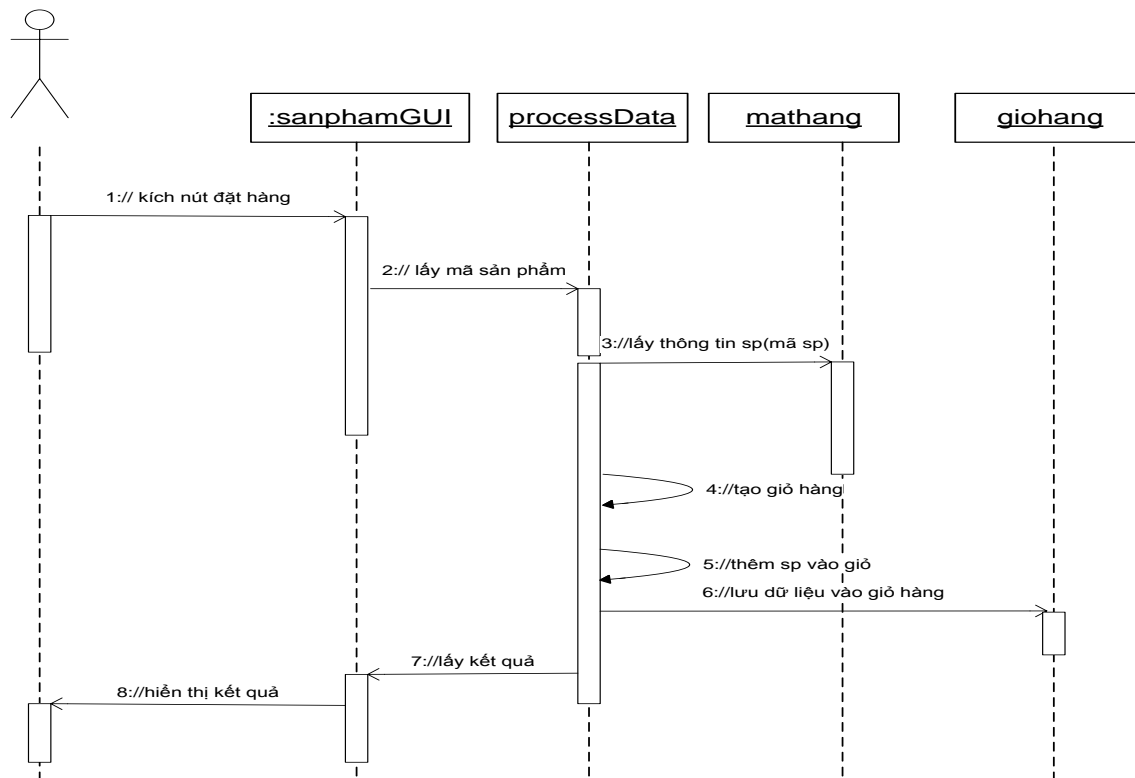 :sanphamGUI
processData
mathang
giohang
1:// kích nút đặt hàng
2:// lấy mã sản phẩm
3://lấy thông tin sp(mã sp)
4://tạo giỏ hàng
5://thêm sp vào giỏ
6://lưu dữ liệu vào giỏ hàng
7://lấy kết quả
8://hiển thị kết quả